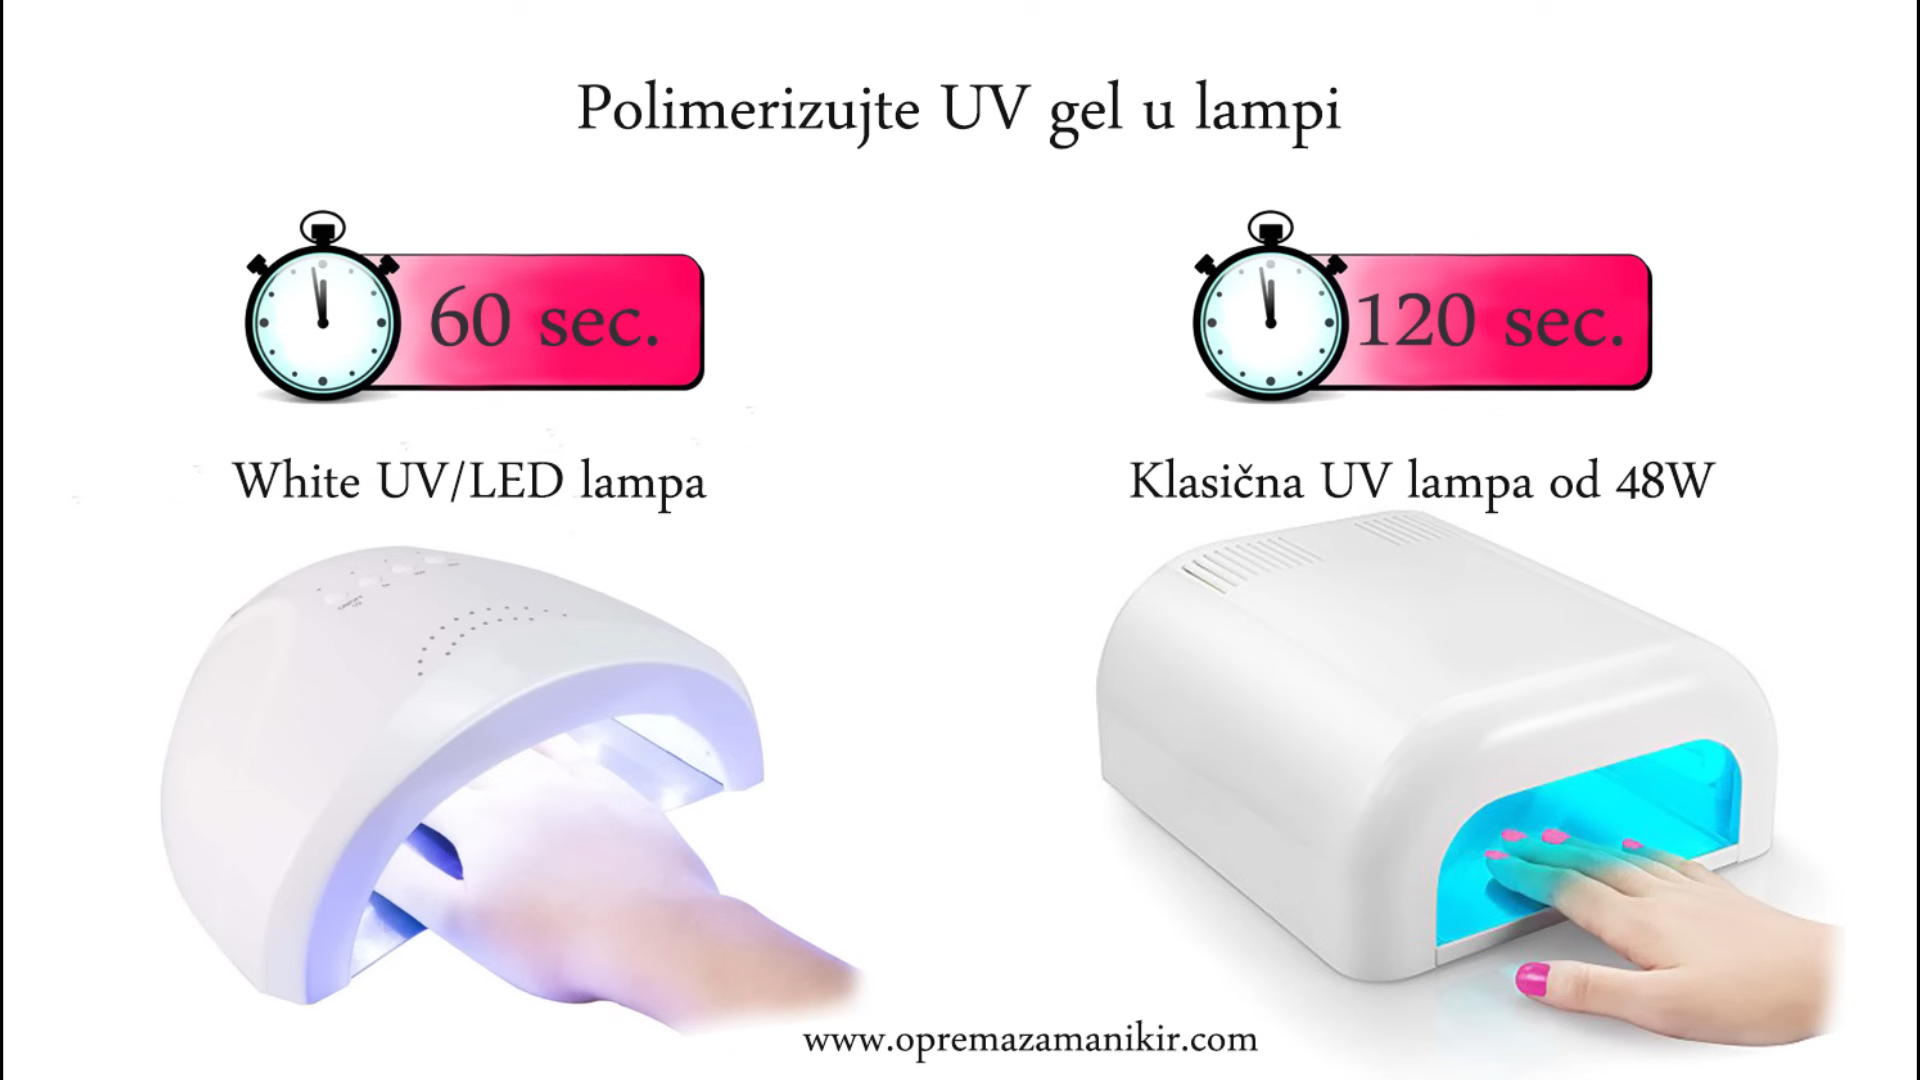 Polimerizujte UV gel u lampi
60 sec.
120 sec.
White UV/LED lampa
Klasična UV lampa od 48W
www.opremazamanikir.com